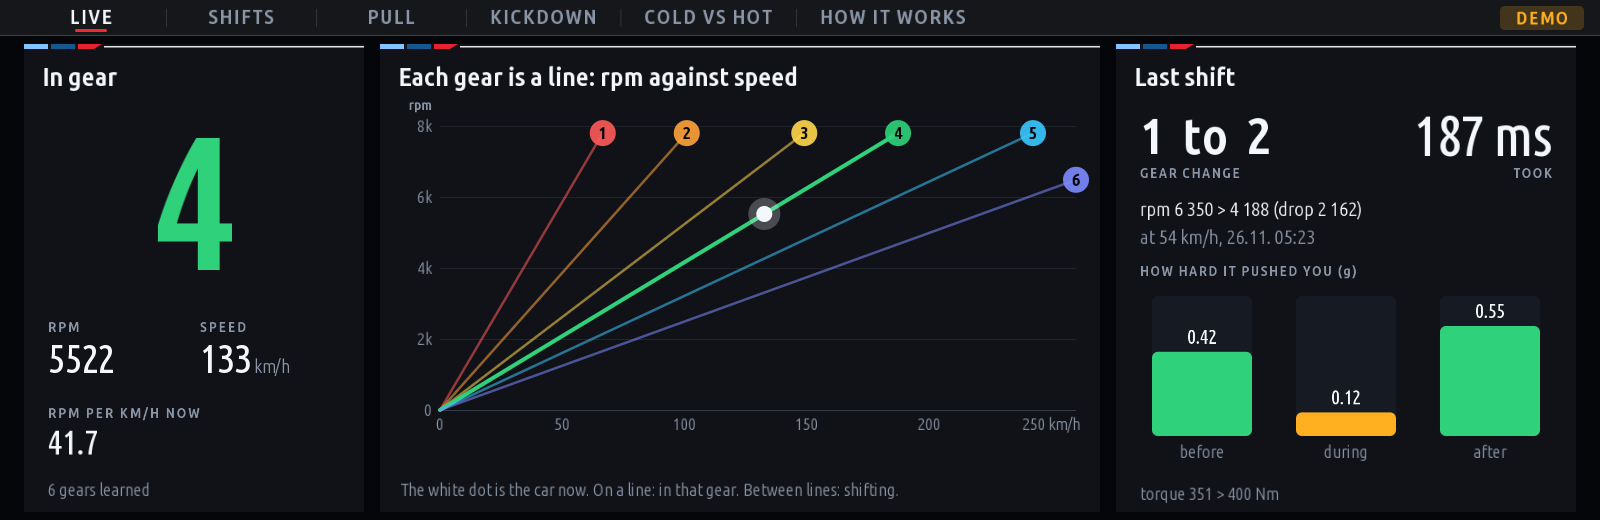 LIVE
SHIFTS
PULL
KICKDOWN
COLD VS HOT
HOW IT WORKS
DEMO
In gear
4
RPM
SPEED
5522
133 km/h
RPM PER KM/H NOW
41.7
6 gears learned
Each gear is a line: rpm against speed
rpm
8k
6k
4k
2k
0
1
2
3
4
5
6
0
50
100
150
200
250 km/h
The white dot is the car now. On a line: in that gear. Between lines: shifting.
Last shift
1 to 2
187 ms
GEAR CHANGE
TOOK
rpm 6 350 > 4 188 (drop 2 162)
at 54 km/h, 26.11. 05:23
HOW HARD IT PUSHED YOU (g)
0.42
0.12
0.55
before
during
after
torque 351 > 400 Nm